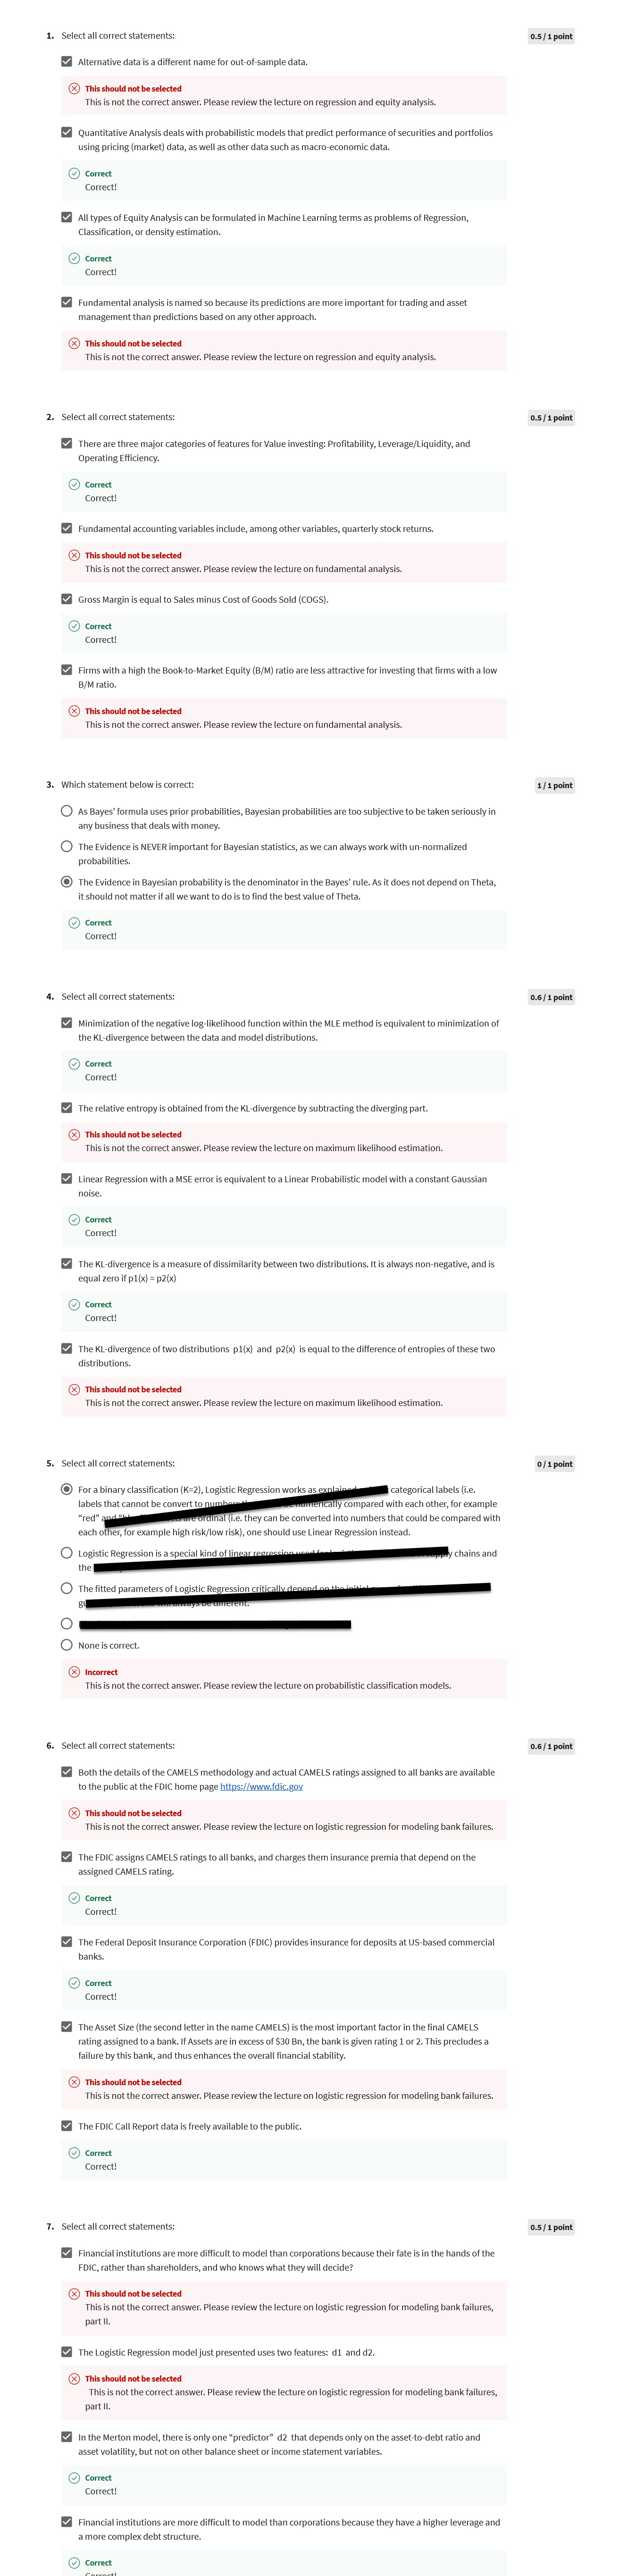 1. Select all correct statements:
0.5 / 1 point
Alternative data is a different name for out-of-sample data.
This should not be selected
This is not the correct answer. Please review the lecture on regression and equity analysis.
Quantitative Analysis deals with probabilistic models that predict performance of securities and portfolios
using pricing (market) data, as well as other data such as macro-economic data.
Correct
Correct!
All types of Equity Analysis can be formulated in Machine Learning terms as problems of Regression,
Classification, or density estimation.
Correct
Correct!
Fundamental analysis is named so because its predictions are more important for trading and asset
management than predictions based on any other approach.
This should not be selected
This is not the correct answer. Please review the lecture on regression and equity analysis.
2. Select all correct statements:
0.5 / 1 point
There are three major categories of features for Value investing: Profitability, Leverage/Liquidity, and
Operating Efficiency.
Correct
Correct!
Fundamental accounting variables include, among other variables, quarterly stock returns.
This should not be selected
This is not the correct answer. Please review the lecture on fundamental analysis.
Gross Margin is equal to Sales minus Cost of Goods Sold (COGS).
Correct
Correct!
Firms with a high the Book-to-Market Equity (B/M) ratio are less attractive for investing that firms with a low
B/M ratio.
This should not be selected
This is not the correct answer. Please review the lecture on fundamental analysis.
3. Which statement below is correct:
1 / 1 point
As Bayes' formula uses prior probabilities, Bayesian probabilities are too subjective to be taken seriously in
any business that deals with money.
The Evidence is NEVER important for Bayesian statistics, as we can always work with un-normalized
probabilities.
The Evidence in Bayesian probability is the denominator in the Bayes' rule. As it does not depend on Theta,
it should not matter if all we want to do is to find the best value of Theta.
Correct
Correct!
4. Select all correct statements:
0.6 / 1 point
Minimization of the negative log-likelihood function within the MLE method is equivalent to minimization of
the KL-divergence between the data and model distributions.
Correct
Correct!
The relative entropy is obtained from the KL-divergence by subtracting the diverging part.
This should not be selected
This is not the correct answer. Please review the lecture on maximum likelihood estimation.
Linear Regression with a MSE error is equivalent to a Linear Probabilistic model with a constant Gaussian
noise.
Correct
Correct!
The KL-divergence is a measure of dissimilarity between two distributions. It is always non-negative, and is
equal zero if p1(x) = p2(x)
Correct
Correct!
The KL-divergence of two distributions p1(x) and p2(x) is equal to the difference of entropies of these two
distributions.
This should not be selected
This is not the correct answer. Please review the lecture on maximum likelihood estimation.
5. Select all correct statements:
0 / 1 point
For a binary classification (K=2), Logistic Regression works as explained categorical labels (i.e.
labels that cannot be convert to numerically compared with each other, for example
"red" and ordinal (i.e. they can be converted into numbers that could be compared with
each other, for example high risk/low risk), one should use Linear Regression instead.
Logistic Regression is a special kind of linear regression chains and
the
The fitted parameters of Logistic Regression critically depend on the initial
always be different.
None is correct.
Incorrect
This is not the correct answer. Please review the lecture on probabilistic classification models.
6. Select all correct statements:
0.6 / 1 point
Both the details of the CAMELS methodology and actual CAMELS ratings assigned to all banks are available
to the public at the FDIC home page https://www.fdic.gov
This should not be selected
This is not the correct answer. Please review the lecture on logistic regression for modeling bank failures.
The FDIC assigns CAMELS ratings to all banks, and charges them insurance premia that depend on the
assigned CAMELS rating.
Correct
Correct!
The Federal Deposit Insurance Corporation (FDIC) provides insurance for deposits at US-based commercial
banks.
Correct
Correct!
The Asset Size (the second letter in the name CAMELS) is the most important factor in the final CAMELS
rating assigned to a bank. If Assets are in excess of $30 Bn, the bank is given rating 1 or 2. This precludes a
failure by this bank, and thus enhances the overall financial stability.
This should not be selected
This is not the correct answer. Please review the lecture on logistic regression for modeling bank failures.
The FDIC Call Report data is freely available to the public.
Correct
Correct!
7. Select all correct statements:
0.5 / 1 point
Financial institutions are more difficult to model than corporations because their fate is in the hands of the
FDIC, rather than shareholders, and who knows what they will decide?
This should not be selected
This is not the correct answer. Please review the lecture on logistic regression for modeling bank failures,
part II.
The Logistic Regression model just presented uses two features: d1 and d2.
This should not be selected
This is not the correct answer. Please review the lecture on logistic regression for modeling bank failures,
part II.
In the Merton model, there is only one "predictor" d2 that depends only on the asset-to-debt ratio and
asset volatility, but not on other balance sheet or income statement variables.
Correct
Correct!
Financial institutions are more difficult to model than corporations because they have a higher leverage and
a more complex debt structure.
Correct
Correct!